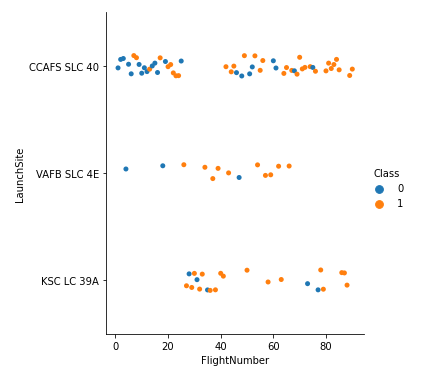 CCAFS SLC 40
VAFB SLC 4E
KSC LC 39A
LaunchSite
0 20 40 60 80
FlightNumber
Class
0
1